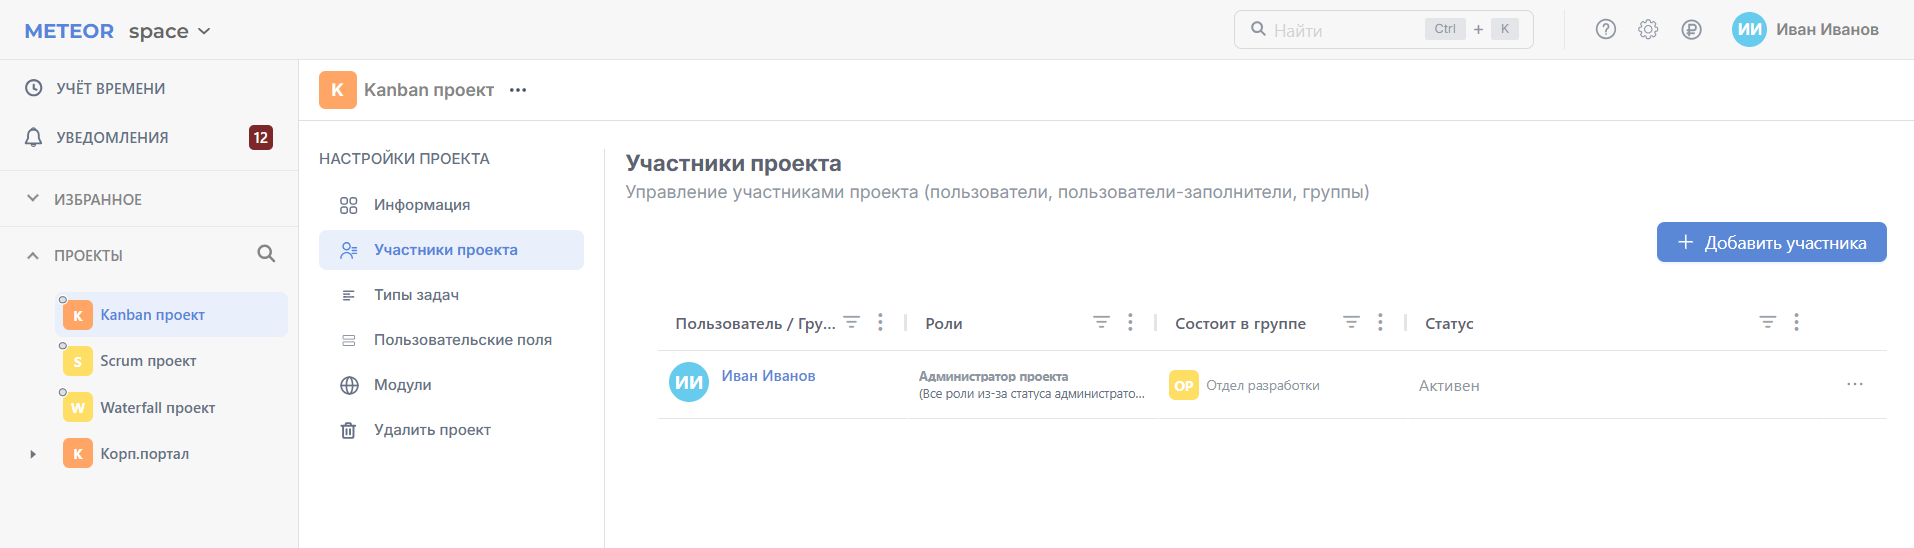 METEOR space
Найти Ctrl + K
ИИ Иван Иванов
УЧЁТ ВРЕМЕНИ
УВЕДОМЛЕНИЯ 12
ИЗБРАННОЕ
ПРОЕКТЫ
K Kanban проект
S Scrum проект
W Waterfall проект
К Корп.портал
K Kanban проект
НАСТРОЙКИ ПРОЕКТА
Информация
Участники проекта
Типы задач
Пользовательские поля
Модули
Удалить проект
Участники проекта
Управление участниками проекта (пользователи, пользователи-заполнители, группы)
+ Добавить участника
Пользователь / Гру... Роли Состоит в группе Статус
ИИ Иван Иванов
Администратор проекта
(Все роли из-за статуса администрато...
ОР Отдел разработки
Активен